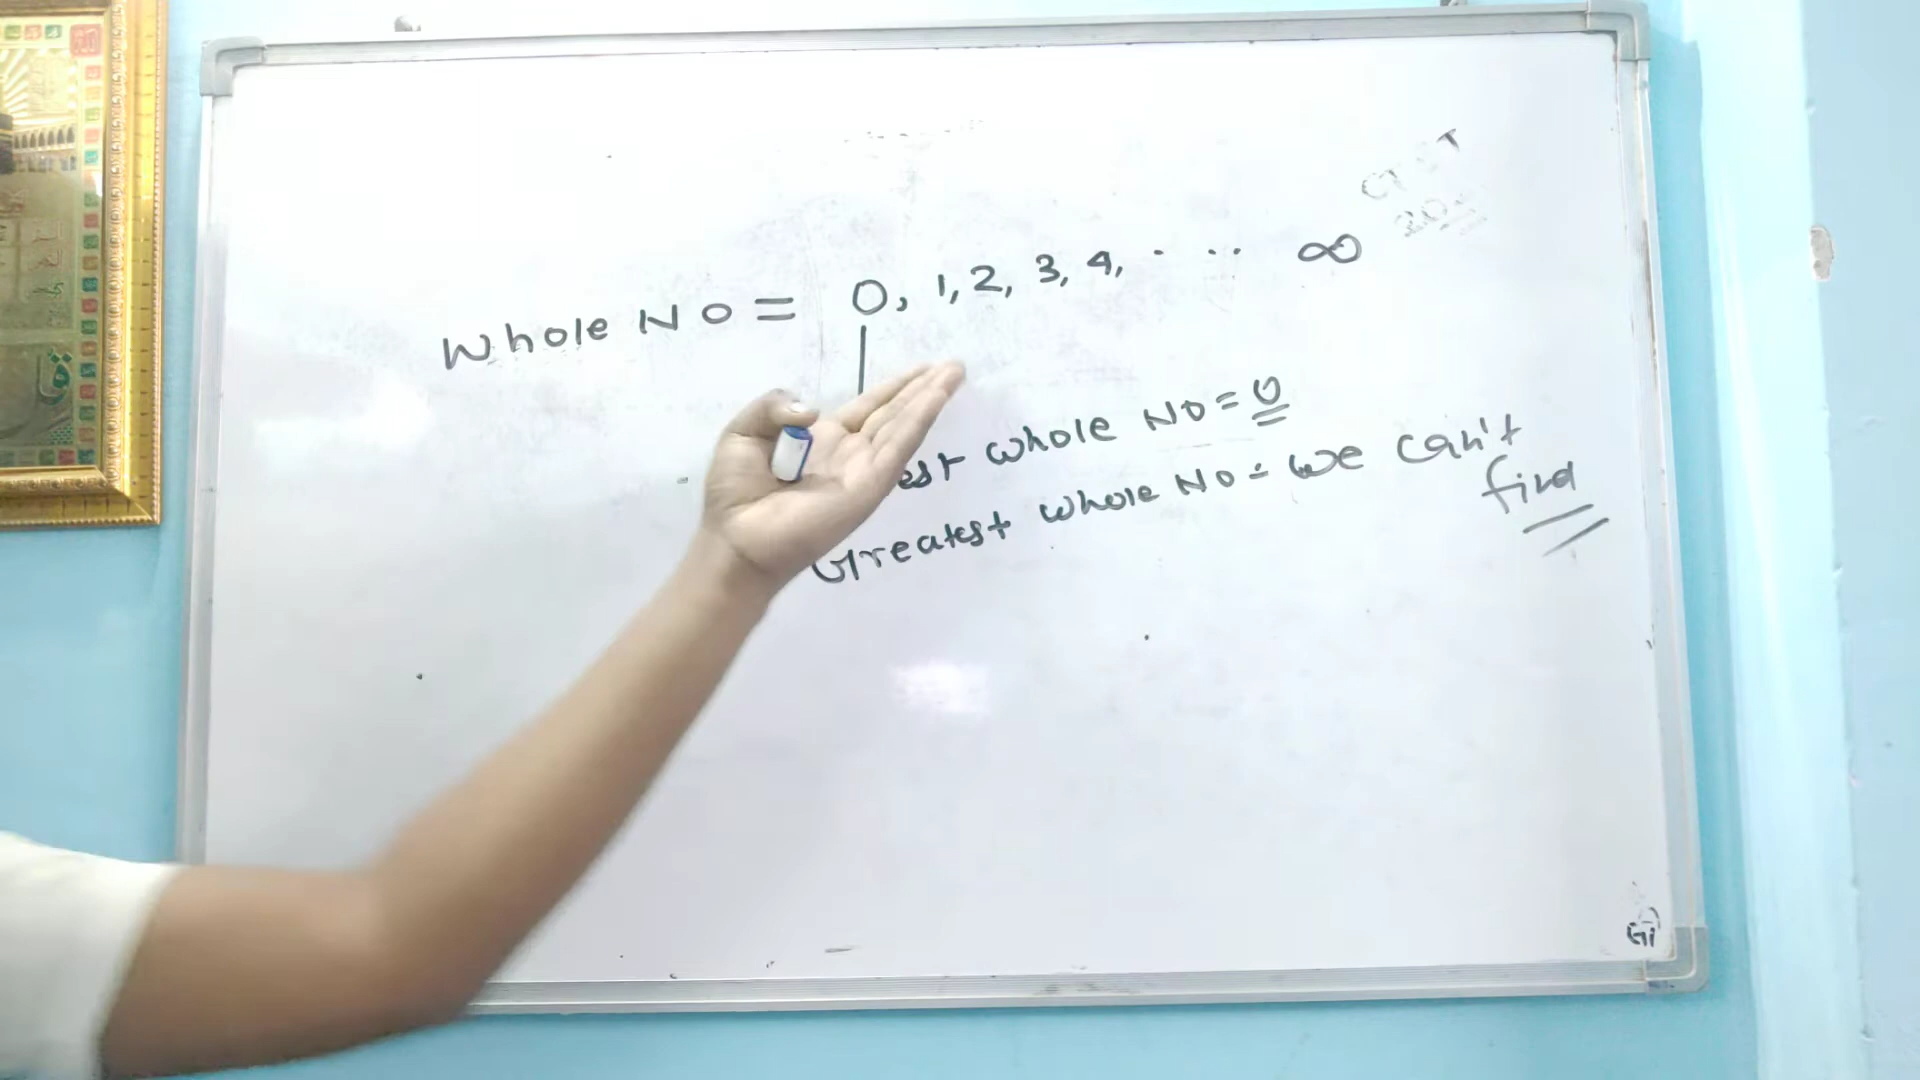 Whole No = 0, 1, 2, 3, 4, . .. ∞
est whole No = 0
Greatest whole No = we can't
find